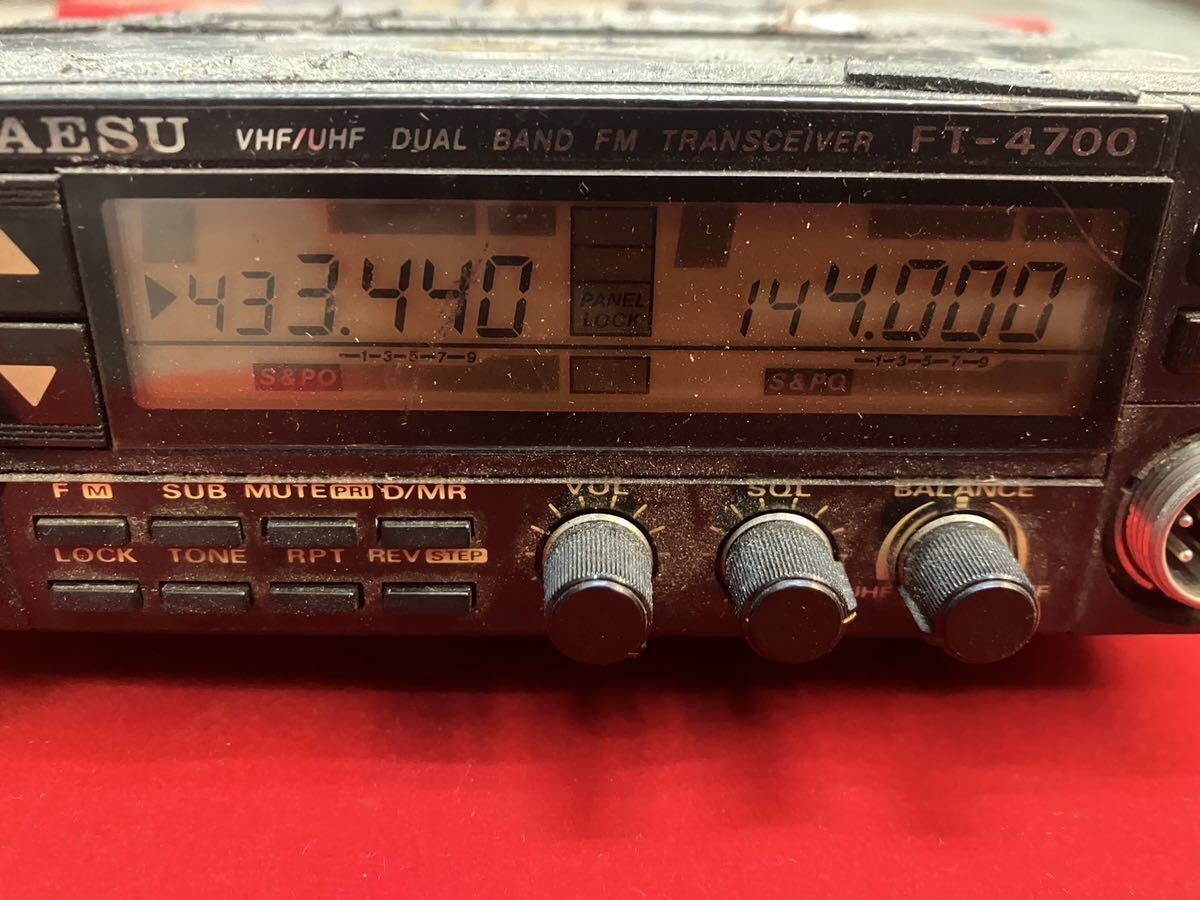 AESU VHF/UHF DUAL BAND FM TRANSCEIVER FT-4700
433.440 PANEL LOCK 144.000
1-3-5-7-9 1-3-5-7-9
S&PO S&PO
F M SUB MUTE PRI D/MR VOL SQL BALANCE
LOCK TONE RPT REV STEP
UHF